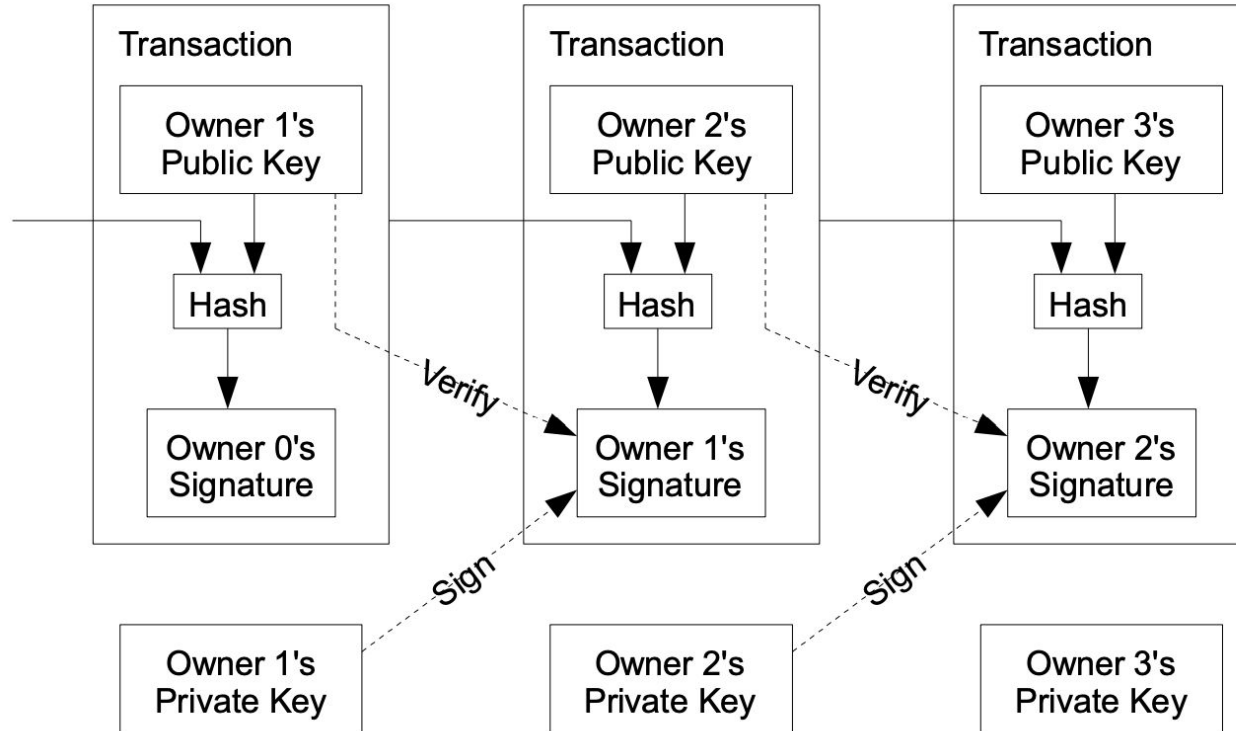 Transaction
Owner 1's
Public Key
Hash
Owner 0's
Signature
Transaction
Owner 2's
Public Key
Hash
Verify
Owner 1's
Signature
Transaction
Owner 3's
Public Key
Hash
Verify
Owner 2's
Signature
Sign
Sign
Owner 1's
Private Key
Owner 2's
Private Key
Owner 3's
Private Key